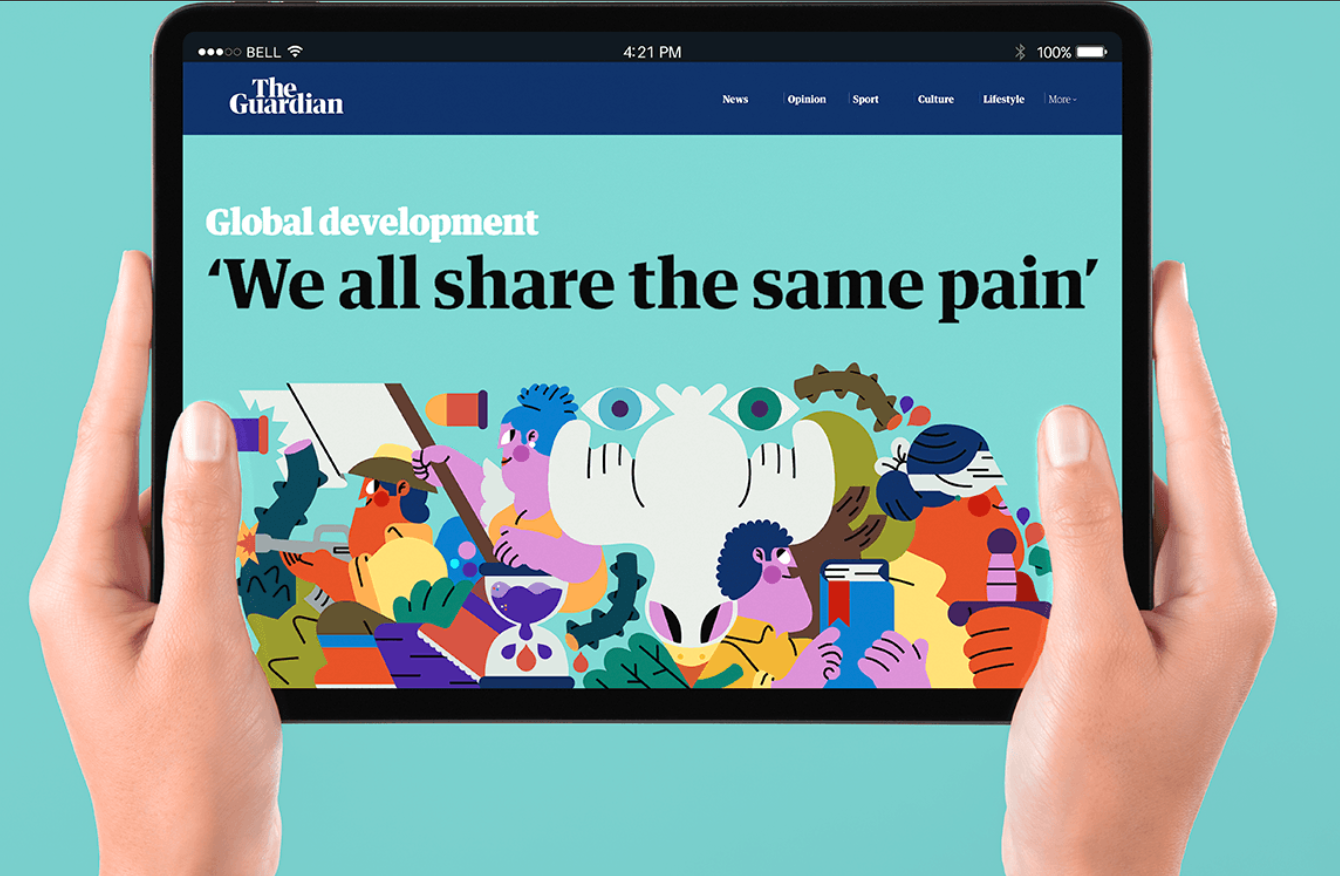 BELL
4:21 PM
100%
The
Guardian
News
Opinion
Sport
Culture
Lifestyle
More
Global development
‘We all share the same pain’